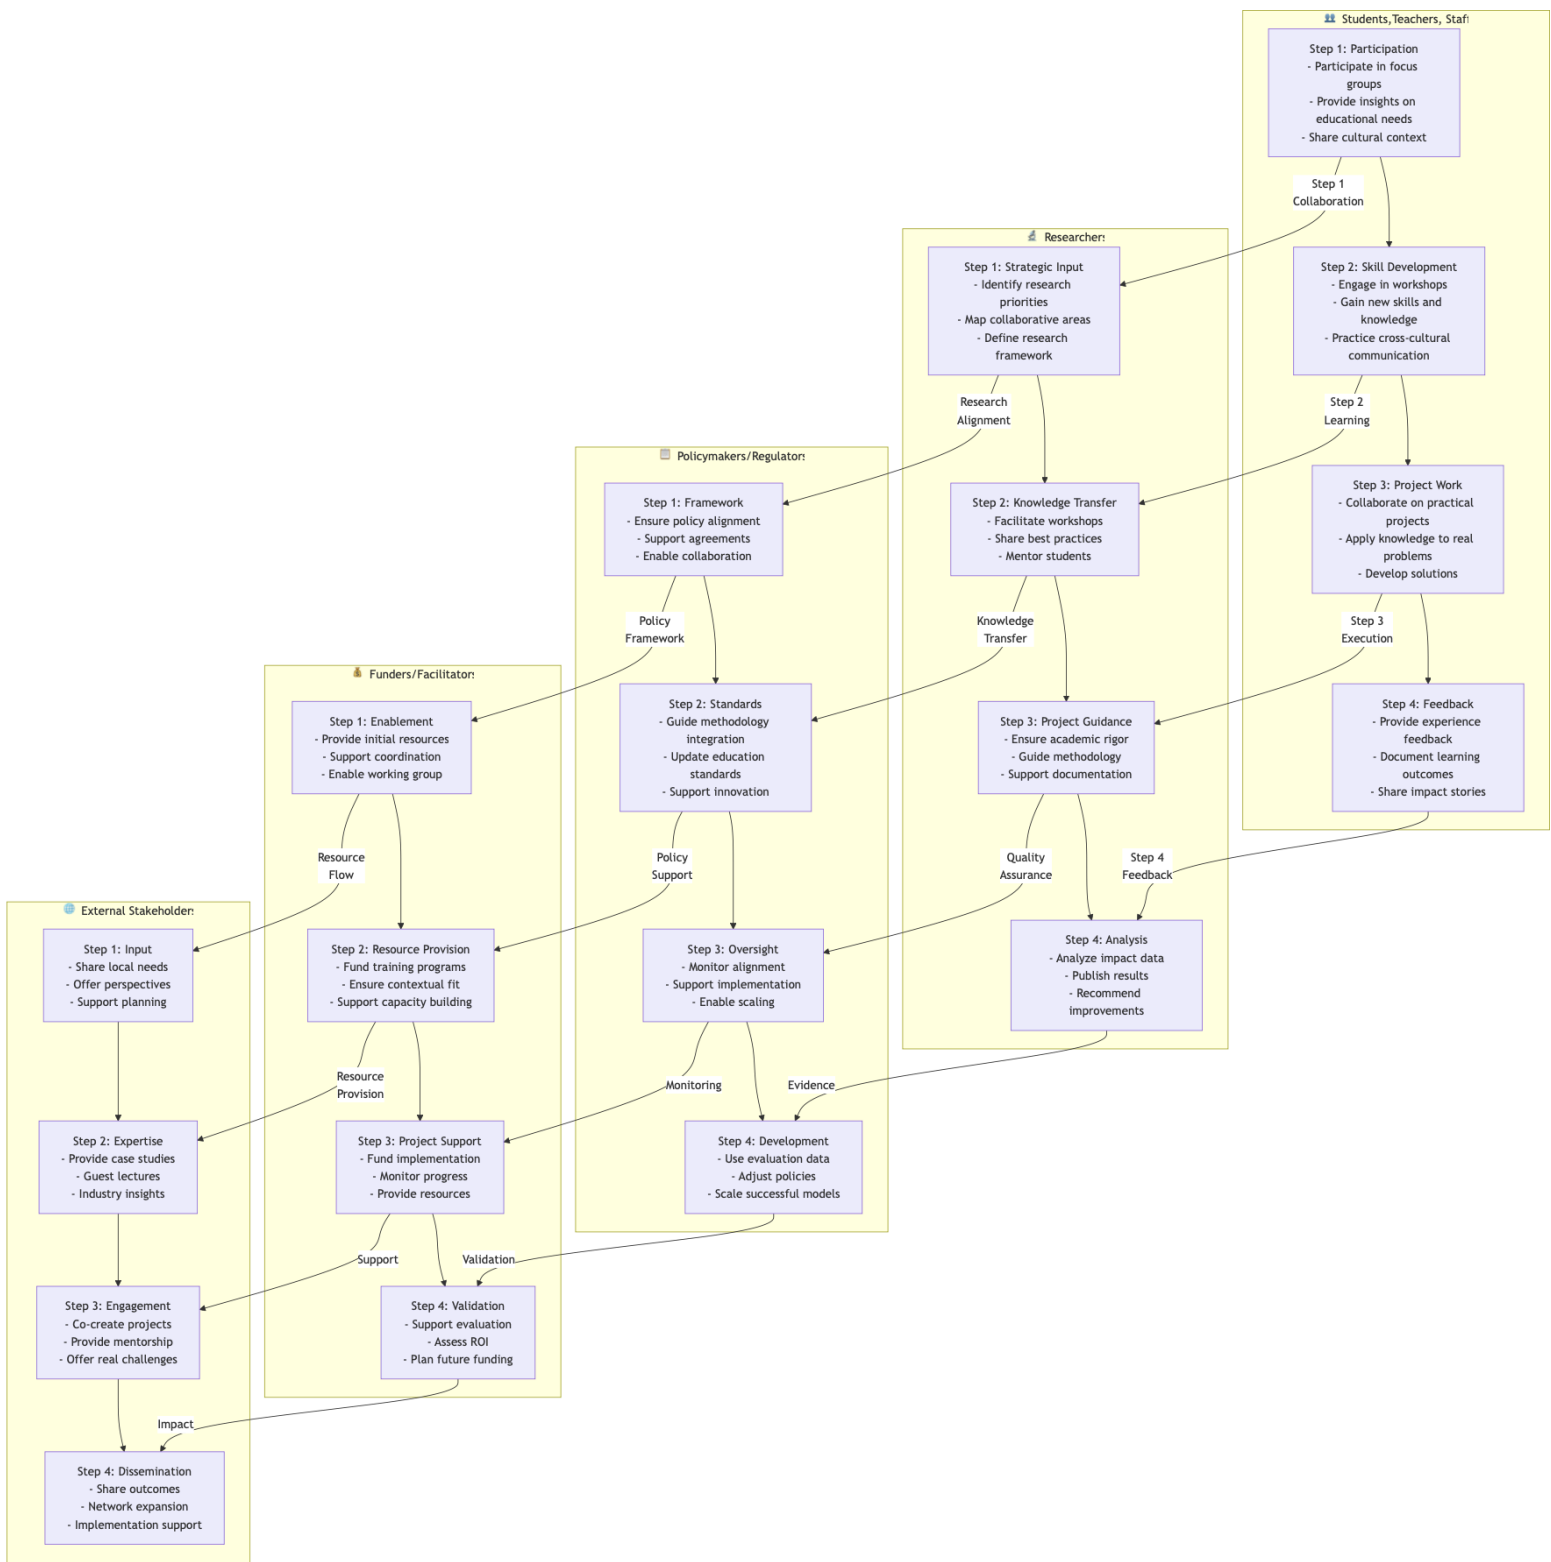 Students,Teachers, Staff
Step 1: Participation
- Participate in focus
groups
- Provide insights on
educational needs
- Share cultural context
Step 1
Collaboration
Step 2: Skill Development
- Engage in workshops
- Gain new skills and
knowledge
- Practice cross-cultural
communication
Step 2
Learning
Step 3: Project Work
- Collaborate on practical
projects
- Apply knowledge to real
problems
- Develop solutions
Step 3
Execution
Step 4: Feedback
- Provide experience
feedback
- Document learning
outcomes
- Share impact stories
Step 4
Feedback
Researchers
Step 1: Strategic Input
- Identify research
priorities
- Map collaborative areas
- Define research
framework
Research
Alignment
Step 2: Knowledge Transfer
- Facilitate workshops
- Share best practices
- Mentor students
Knowledge
Transfer
Step 3: Project Guidance
- Ensure academic rigor
- Guide methodology
- Support documentation
Quality
Assurance
Step 4: Analysis
- Analyze impact data
- Publish results
- Recommend
improvements
Evidence
Policymakers/Regulators
Step 1: Framework
- Ensure policy alignment
- Support agreements
- Enable collaboration
Policy
Framework
Step 2: Standards
- Guide methodology
integration
- Update education
standards
- Support innovation
Policy
Support
Step 3: Oversight
- Monitor alignment
- Support implementation
- Enable scaling
Monitoring
Step 4: Development
- Use evaluation data
- Adjust policies
- Scale successful models
Validation
Funders/Facilitators
Step 1: Enablement
- Provide initial resources
- Support coordination
- Enable working group
Resource
Flow
Step 2: Resource Provision
- Fund training programs
- Ensure contextual fit
- Support capacity building
Resource
Provision
Step 3: Project Support
- Fund implementation
- Monitor progress
- Provide resources
Support
Step 4: Validation
- Support evaluation
- Assess ROI
- Plan future funding
Impact
External Stakeholders
Step 1: Input
- Share local needs
- Offer perspectives
- Support planning
Step 2: Expertise
- Provide case studies
- Guest lectures
- Industry insights
Step 3: Engagement
- Co-create projects
- Provide mentorship
- Offer real challenges
Step 4: Dissemination
- Share outcomes
- Network expansion
- Implementation support